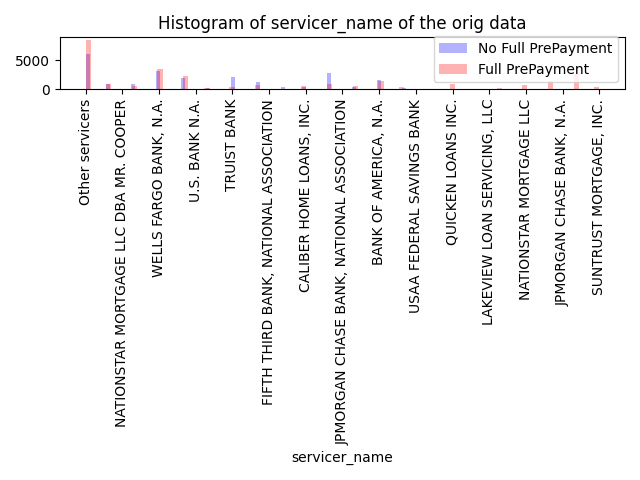 Histogram of servicer_name of the orig data
No Full PrePayment
Full PrePayment
5000
0
Other servicers
NATIONSTAR MORTGAGE LLC DBA MR. COOPER
WELLS FARGO BANK, N.A.
U.S. BANK N.A.
TRUIST BANK
FIFTH THIRD BANK, NATIONAL ASSOCIATION
CALIBER HOME LOANS, INC.
JPMORGAN CHASE BANK, NATIONAL ASSOCIATION
BANK OF AMERICA, N.A.
USAA FEDERAL SAVINGS BANK
QUICKEN LOANS INC.
LAKEVIEW LOAN SERVICING, LLC
NATIONSTAR MORTGAGE LLC
JPMORGAN CHASE BANK, N.A.
SUNTRUST MORTGAGE, INC.
servicer_name